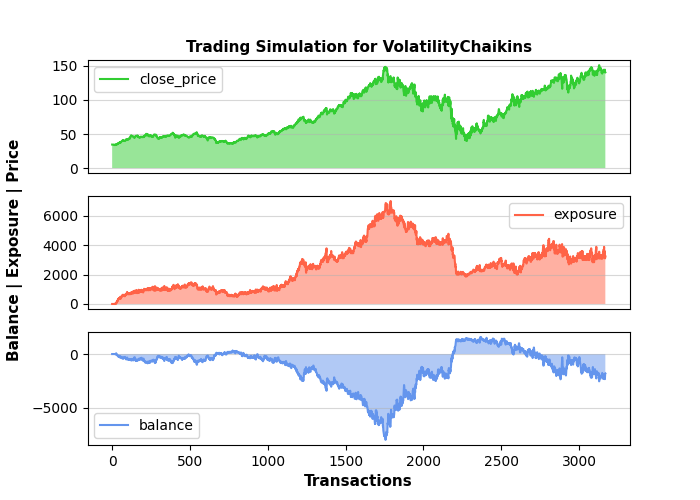 Trading Simulation for VolatilityChaikins
Balance | Exposure | Price
150
100
50
0
close_price
6000
4000
2000
0
exposure
0
−5000
balance
0 500 1000 1500 2000 2500 3000
Transactions